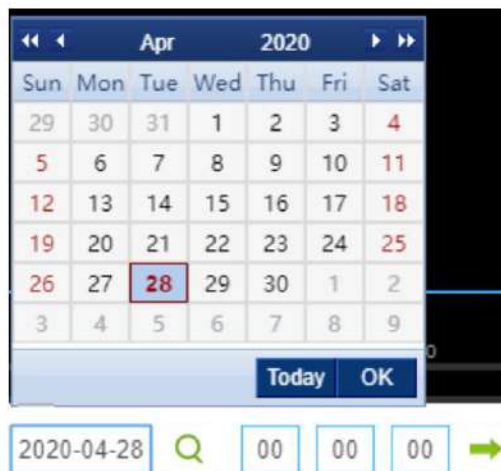 Apr 2020
Sun Mon Tue Wed Thu Fri Sat
29 30 31 1 2 3 4
5 6 7 8 9 10 11
12 13 14 15 16 17 18
19 20 21 22 23 24 25
26 27 28 29 30 1 2
3 4 5 6 7 8 9
0
Today OK
2020-04-28 00 00 00